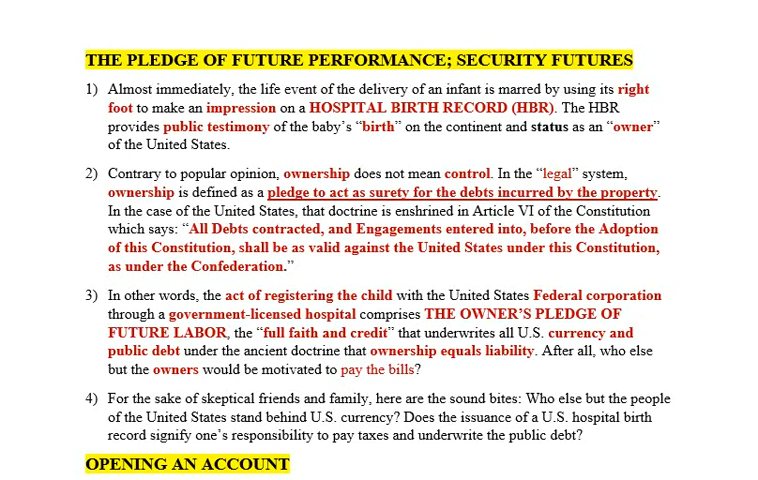 THE PLEDGE OF FUTURE PERFORMANCE; SECURITY FUTURES
1) Almost immediately, the life event of the delivery of an infant is marred by using its right
foot to make an impression on a HOSPITAL BIRTH RECORD (HBR). The HBR
provides public testimony of the baby's “birth” on the continent and status as an “owner”
of the United States.
2) Contrary to popular opinion, ownership does not mean control. In the “legal” system,
ownership is defined as a pledge to act as surety for the debts incurred by the property.
In the case of the United States, that doctrine is enshrined in Article VI of the Constitution
which says: “All Debts contracted, and Engagements entered into, before the Adoption
of this Constitution, shall be as valid against the United States under this Constitution,
as under the Confederation.”
3) In other words, the act of registering the child with the United States Federal corporation
through a government-licensed hospital comprises THE OWNER'S PLEDGE OF
FUTURE LABOR, the “full faith and credit” that underwrites all U.S. currency and
public debt under the ancient doctrine that ownership equals liability. After all, who else
but the owners would be motivated to pay the bills?
4) For the sake of skeptical friends and family, here are the sound bites: Who else but the people
of the United States stand behind U.S. currency? Does the issuance of a U.S. hospital birth
record signify one's responsibility to pay taxes and underwrite the public debt?
OPENING AN ACCOUNT